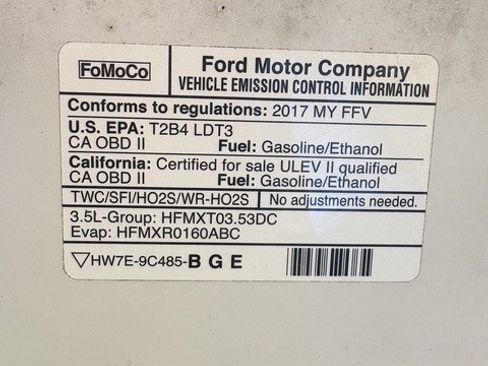 FoMoCo
Ford Motor Company
VEHICLE EMISSION CONTROL INFORMATION
Conforms to regulations: 2017 MY FFV
U.S. EPA: T2B4 LDT3
CA OBD II Fuel: Gasoline/Ethanol
California: Certified for sale ULEV II qualified
CA OBD II Fuel: Gasoline/Ethanol
TWC/SFI/HO2S/WR-HO2S No adjustments needed.
3.5L-Group: HFMXT03.53DC
Evap: HFMXR0160ABC
HW7E-9C485-B G E